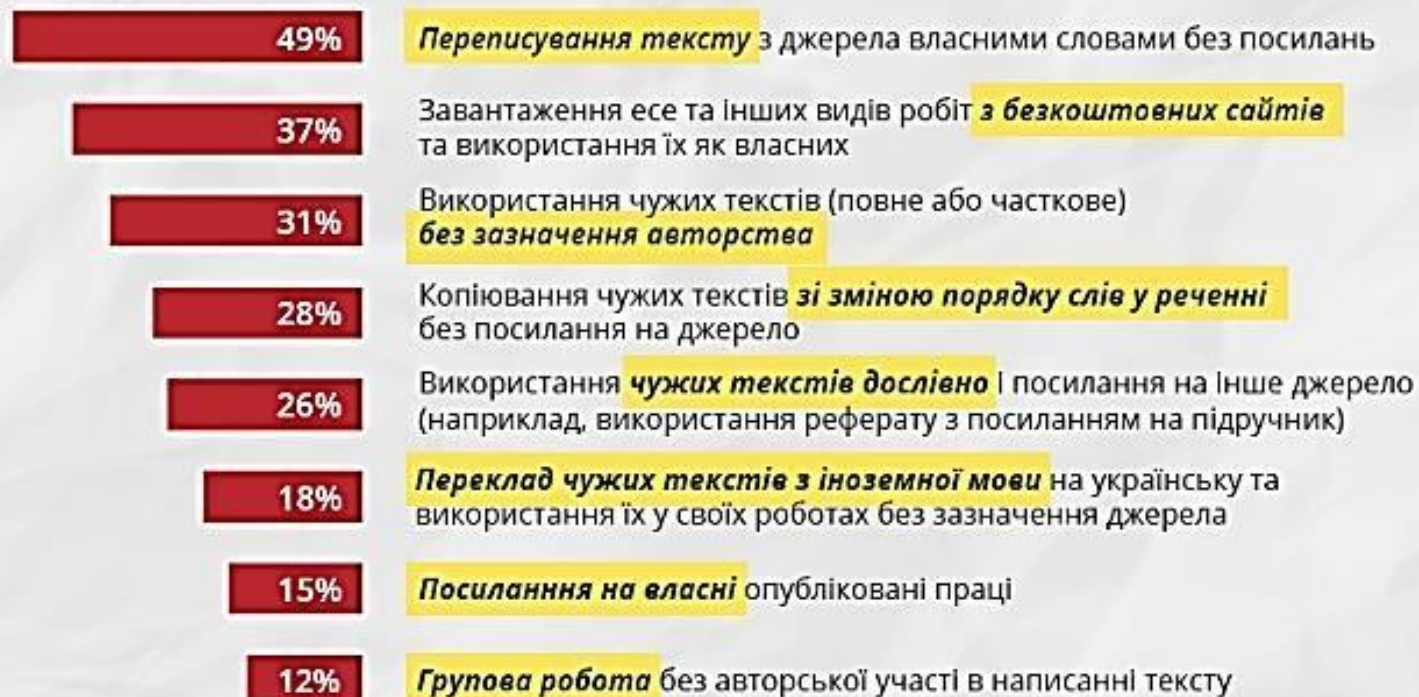 49% Переписування тексту з джерела власними словами без посилань
37% Завантаження есе та інших видів робіт з безкоштовних сайтів
та використання їх як власних
31% Використання чужих текстів (повне або часткове)
без зазначення авторства
28% Копіювання чужих текстів зі зміною порядку слів у реченні
без посилання на джерело
26% Використання чужих текстів дослівно і посилання на інше джерело
(наприклад, використання реферату з посиланням на підручник)
18% Переклад чужих текстів з іноземної мови на українську та
використання їх у своїх роботах без зазначення джерела
15% Посиланння на власні опубліковані праці
12% Групова робота без авторської участі в написанні тексту